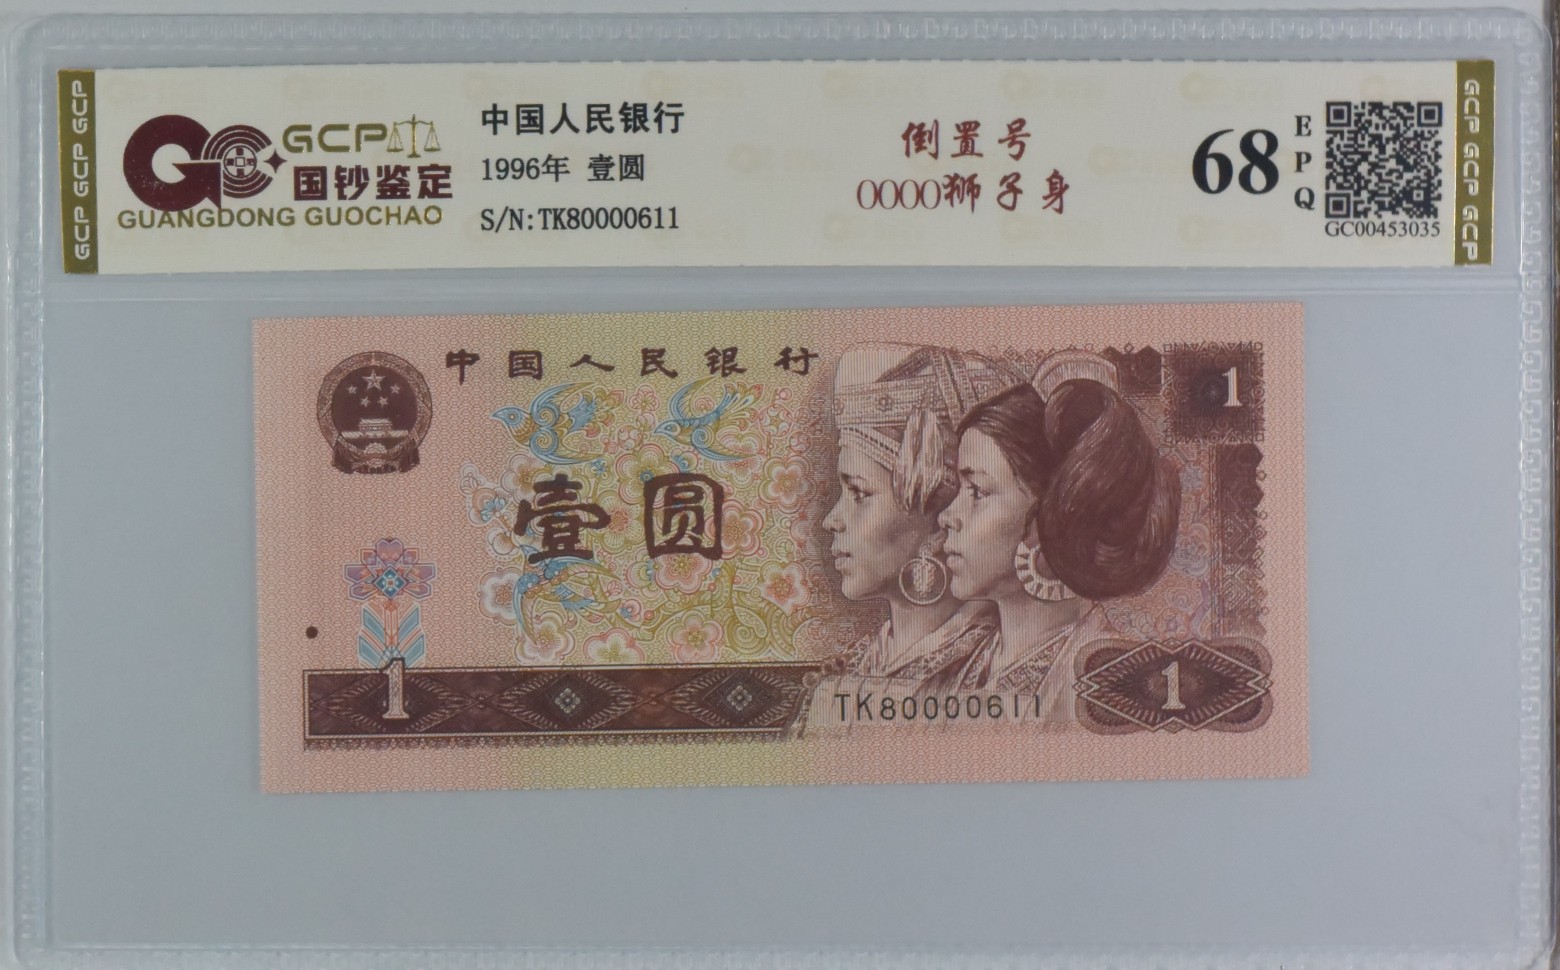 GCP GCP GCP
GCP
国钞鉴定
GUANGDONG GUOCHAO
中国人民银行
1996年 壹圆
S/N:TK80000611
倒置号
0000狮子身
68
EPQ
GC00453035
GCP GCP GCP
中国人民银行
1
壹圆
1
TK80000611
1